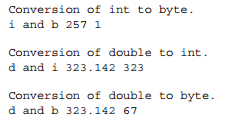 Conversion of int to byte.
i and b 257 1
Conversion of double to int.
d and i 323.142 323
Conversion of double to byte.
d and b 323.142 67